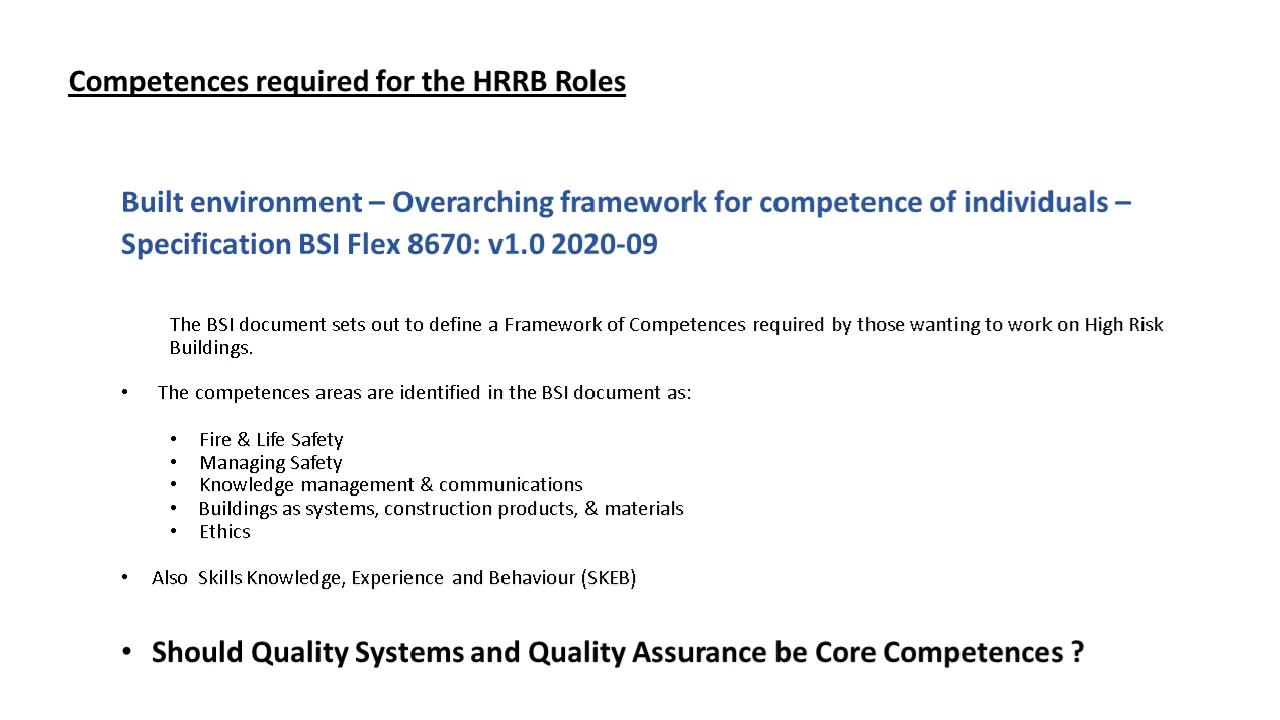 Competences required for the HRRB Roles
Built environment – Overarching framework for competence of individuals –
Specification BSI Flex 8670: v1.0 2020-09
The BSI document sets out to define a Framework of Competences required by those wanting to work on High Risk
Buildings.
• The competences areas are identified in the BSI document as:
• Fire & Life Safety
• Managing Safety
• Knowledge management & communications
• Buildings as systems, construction products, & materials
• Ethics
• Also Skills Knowledge, Experience and Behaviour (SKEB)
• Should Quality Systems and Quality Assurance be Core Competences ?